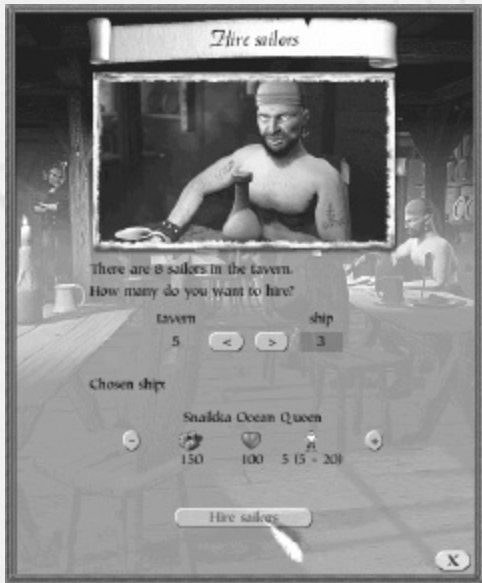 Hire sailors
There are 8 sailors in the tavern.
How many do you want to hire?
tavern ship
5 < > 3
Chosen ship:
Snaikka Ocean Queen
- +
150 100 5 (5 - 20)
Hire sailors
X